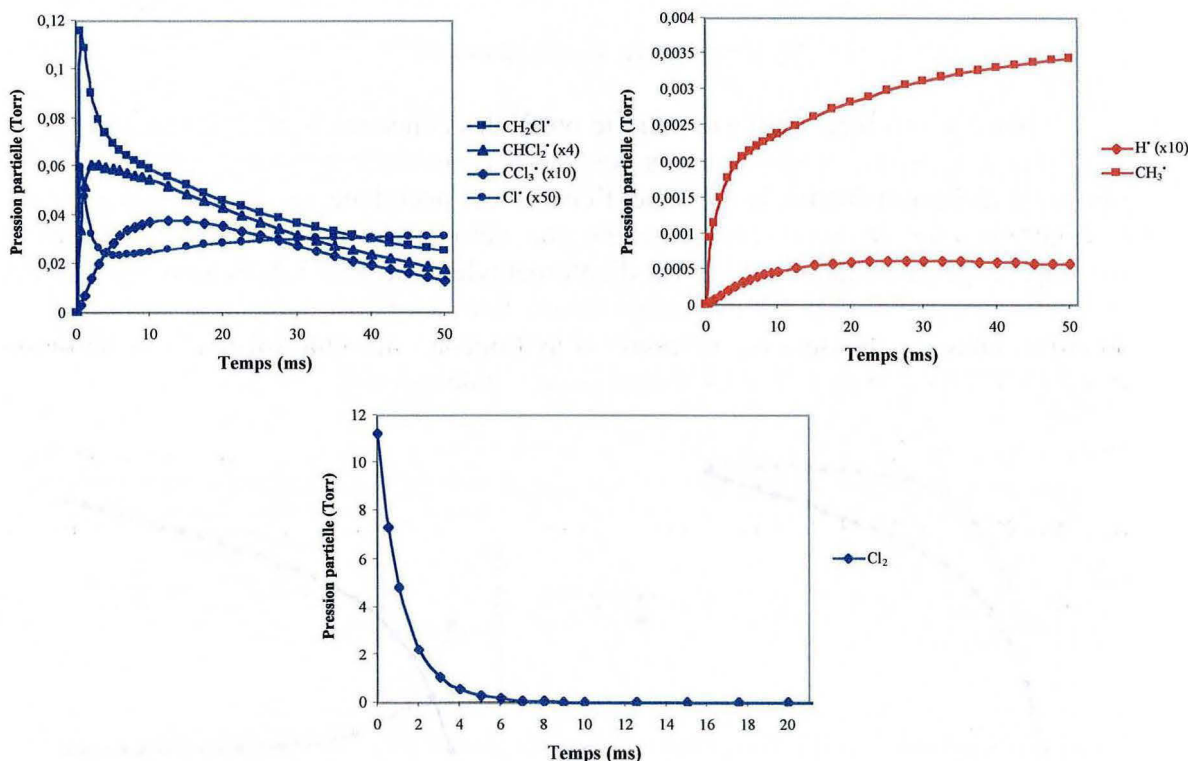 0,12
0,1
0,08
0,06
0,04
0,02
0
0 10 20 30 40 50
Pression partielle (Torr)
Temps (ms)
CH₂Cl•
CHCl₂• (x4)
CCl₃• (x10)
Cl• (x50)
0,004
0,0035
0,003
0,0025
0,002
0,0015
0,001
0,0005
0
0 10 20 30 40 50
Pression partielle (Torr)
Temps (ms)
H• (x10)
CH₃•
12
10
8
6
4
2
0
0 2 4 6 8 10 12 14 16 18 20
Pression partielle (Torr)
Temps (ms)
Cl₂